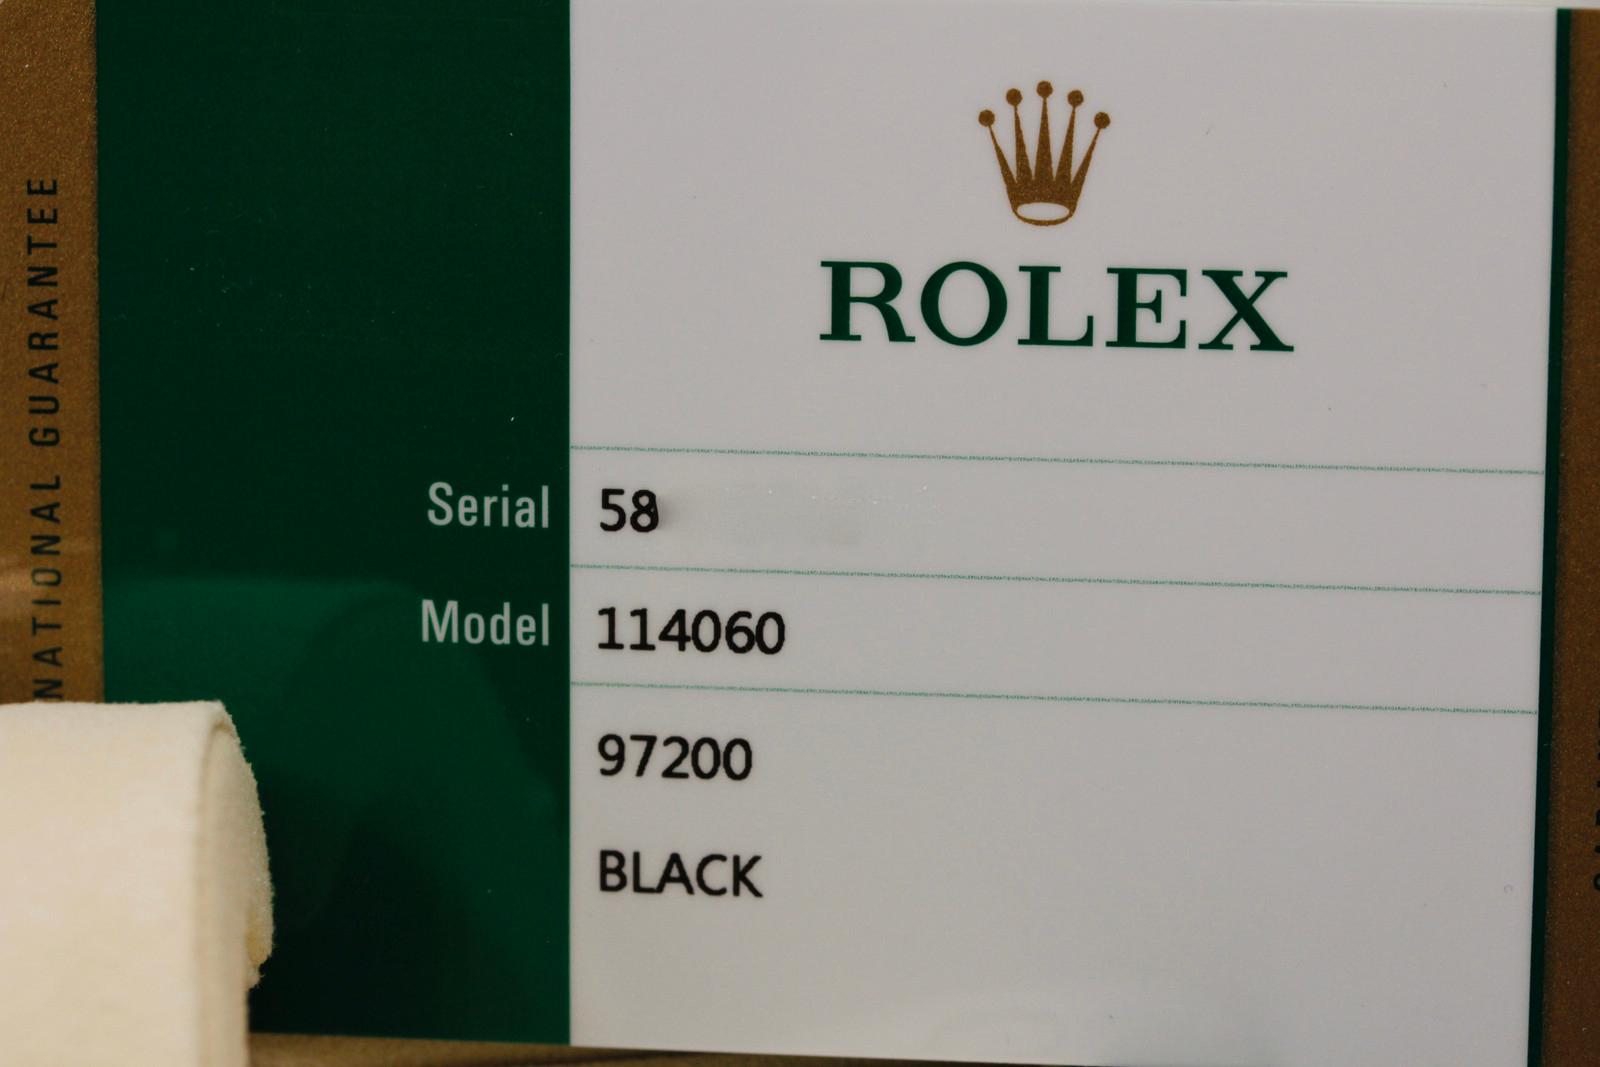 NATIONAL GUARANTEE
ROLEX
Serial 58
Model 114060
97200
BLACK